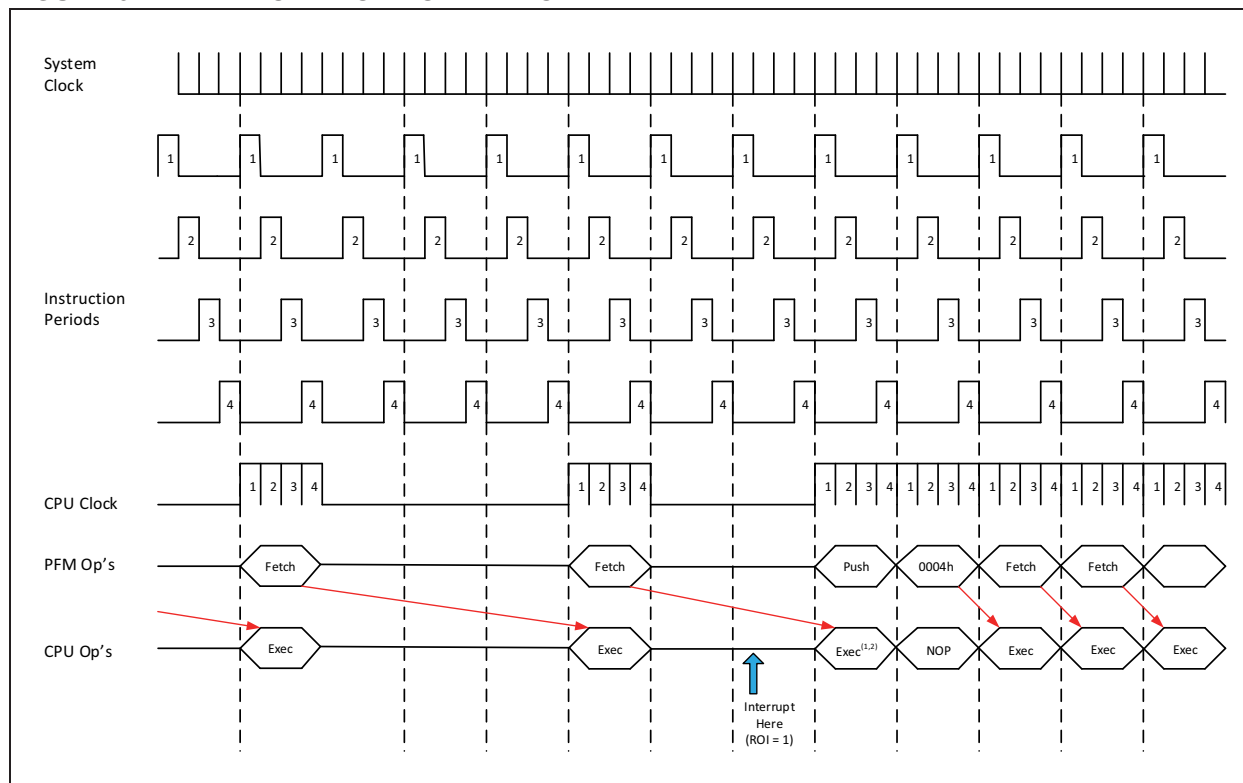 System
Clock
1 1 1 1 1 1 1 1 1 1 1 1 1
2 2 2 2 2 2 2 2 2 2 2 2 2
Instruction
Periods
3 3 3 3 3 3 3 3 3 3 3 3 3
4 4 4 4 4 4 4 4 4 4 4 4 4
CPU Clock
1 2 3 4 1 2 3 4 1 2 3 4 1 2 3 4 1 2 3 4 1 2 3 4 1 2 3 4
PFM Op's
Fetch Fetch Push 0004h Fetch Fetch
CPU Op's
Exec Exec Exec(1,2) NOP Exec Exec Exec
Interrupt
Here
(ROI = 1)